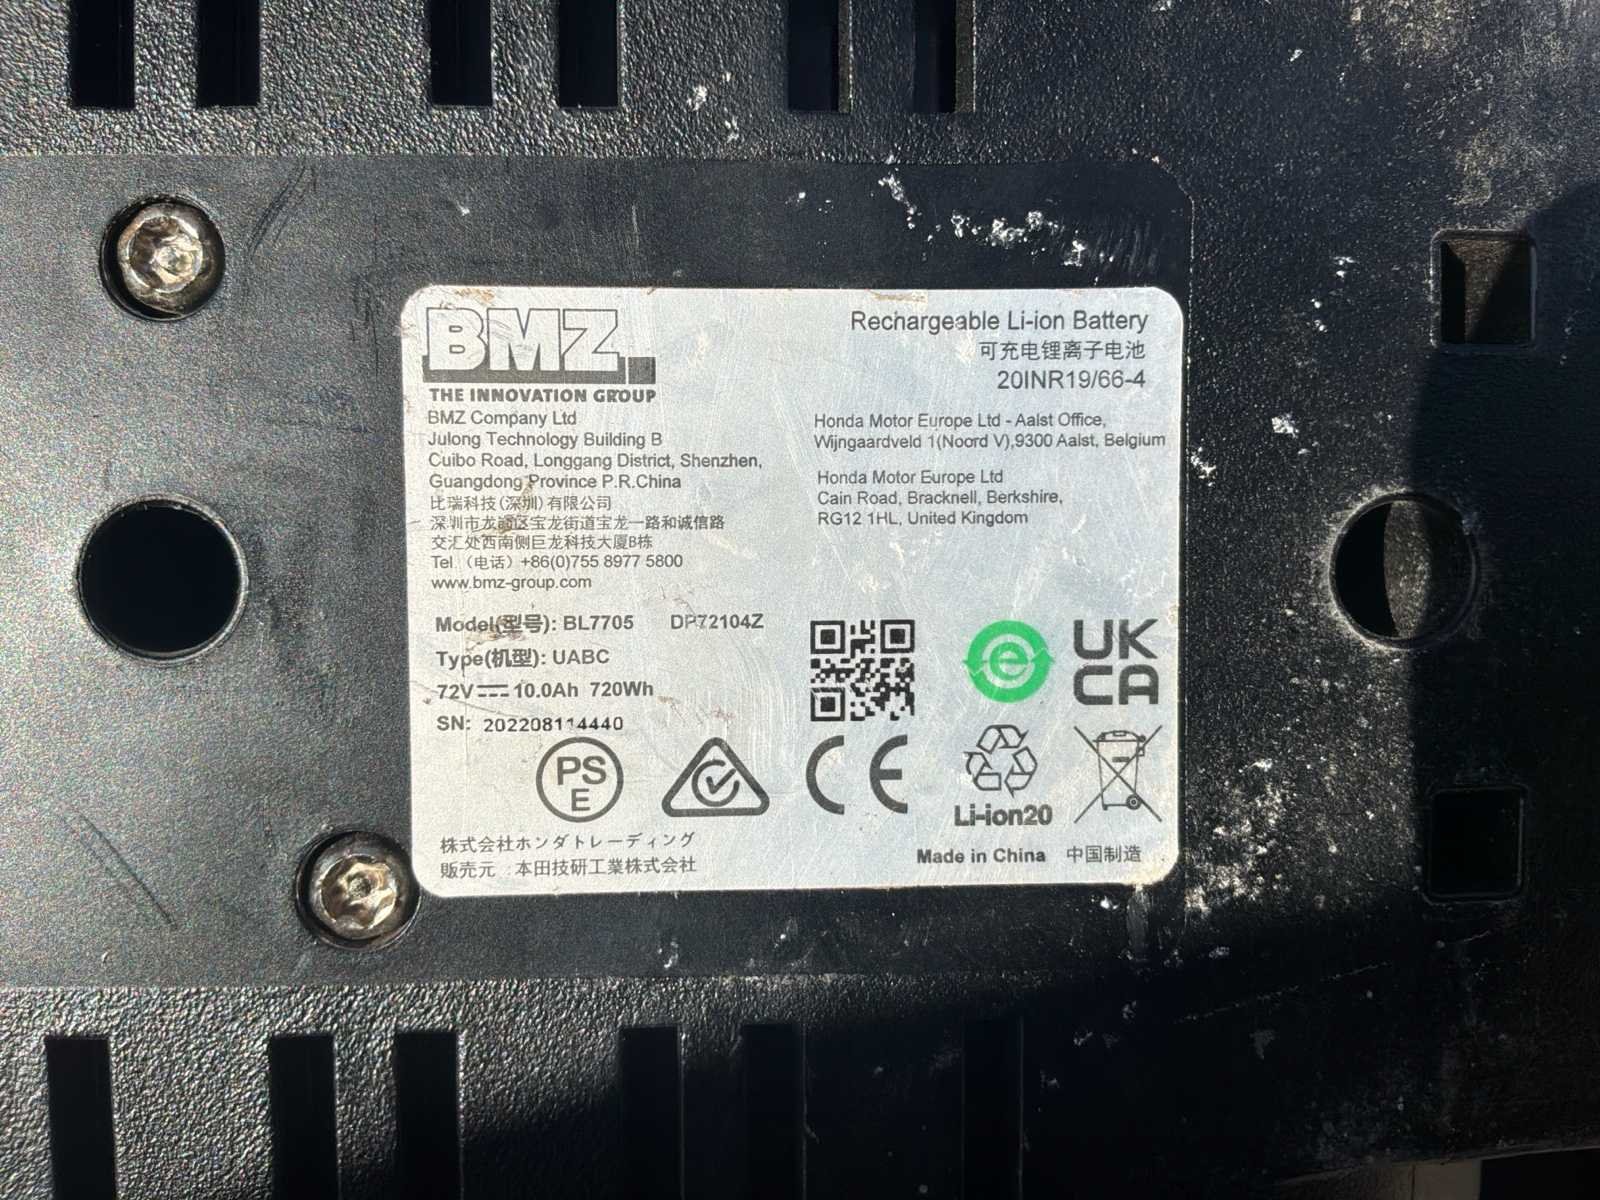 BMZ
THE INNOVATION GROUP
BMZ Company Ltd
Julong Technology Building B
Cuibo Road, Longgang District, Shenzhen,
Guangdong Province P.R.China
比瑞科技(深圳)有限公司
深圳市龙岗区宝龙街道宝龙一路和诚信路
交汇处西南侧巨龙科技大厦B栋
Tel (电话) +86(0)755 8977 5800
www.bmz-group.com
Rechargeable Li-ion Battery
可充电锂离子电池
20INR19/66-4
Honda Motor Europe Ltd - Aalst Office,
Wijngaardveld 1(Noord V),9300 Aalst, Belgium
Honda Motor Europe Ltd
Cain Road, Bracknell, Berkshire,
RG12 1HL, United Kingdom
Model(型号): BL7705 DP72104Z
Type(机型): UABC
72V⎓10.0Ah 720Wh
SN: 202208114440
e
UK
CA
PS
E
CE
Li-ion20
株式会社ホンダトレーディング
販売元 : 本田技研工業株式会社
Made in China 中国制造